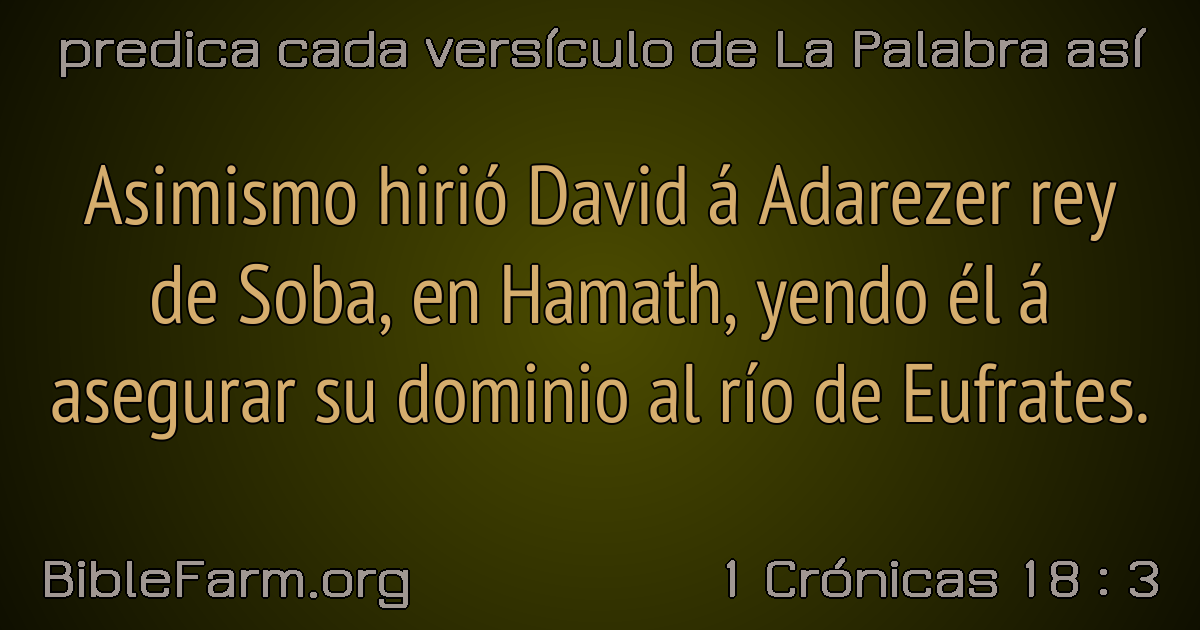 predica cada versículo de La Palabra así
Asimismo hirió David á Adarezer rey
de Soba, en Hamath, yendo él á
asegurar su dominio al río de Eufrates.
BibleFarm.org
1 Crónicas 18 : 3